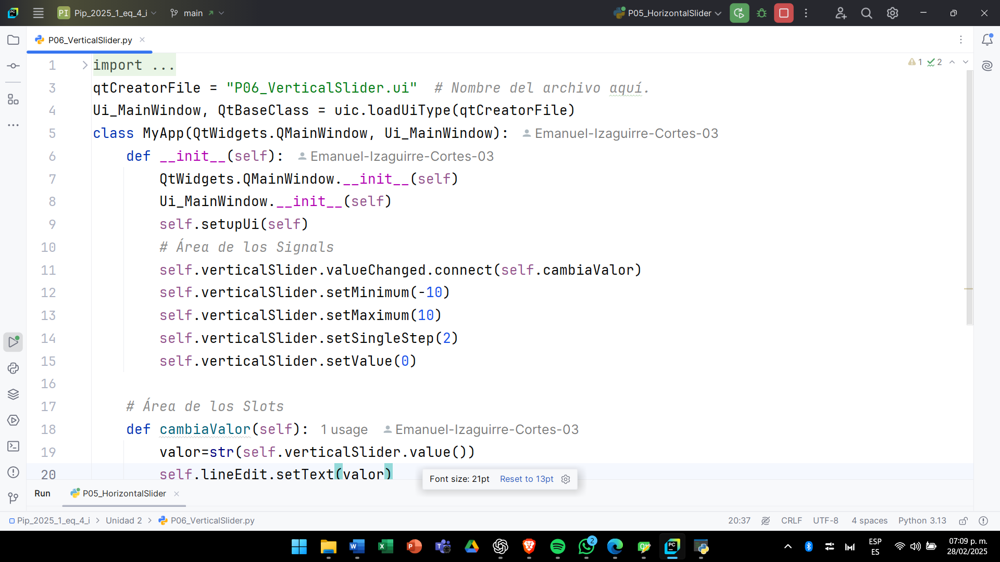 PI Pip_2025_1_eq_4_i main P05_HorizontalSlider
P06_VerticalSlider.py
1 import ... 1 2
3 qtCreatorFile = "P06_VerticalSlider.ui" # Nombre del archivo aquí.
4 Ui_MainWindow, QtBaseClass = uic.loadUiType(qtCreatorFile)
5 class MyApp(QtWidgets.QMainWindow, Ui_MainWindow): Emanuel-Izaguirre-Cortes-03
6 def __init__(self): Emanuel-Izaguirre-Cortes-03
7 QtWidgets.QMainWindow.__init__(self)
8 Ui_MainWindow.__init__(self)
9 self.setupUi(self)
10 # Área de los Signals
11 self.verticalSlider.valueChanged.connect(self.cambiaValor)
12 self.verticalSlider.setMinimum(-10)
13 self.verticalSlider.setMaximum(10)
14 self.verticalSlider.setSingleStep(2)
15 self.verticalSlider.setValue(0)
16
17 # Área de los Slots
18 def cambiaValor(self): 1 usage Emanuel-Izaguirre-Cortes-03
19 valor=str(self.verticalSlider.value())
20 self.lineEdit.setText(valor)
Font size: 21pt Reset to 13pt
Run P05_HorizontalSlider
Pip_2025_1_eq_4_i > Unidad 2 > P06_VerticalSlider.py 20:37 CRLF UTF-8 4 spaces Python 3.13
2
ESP
ES
07:09 p. m.
28/02/2025